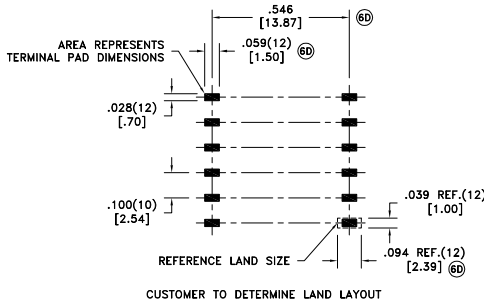 .546
[13.87]
6D
AREA REPRESENTS
TERMINAL PAD DIMENSIONS
.059(12)
[1.50]
6D
.028(12)
[.70]
.100(10)
[2.54]
.039 REF.(12)
[1.00]
REFERENCE LAND SIZE
.094 REF.(12)
[2.39]
6D
CUSTOMER TO DETERMINE LAND LAYOUT